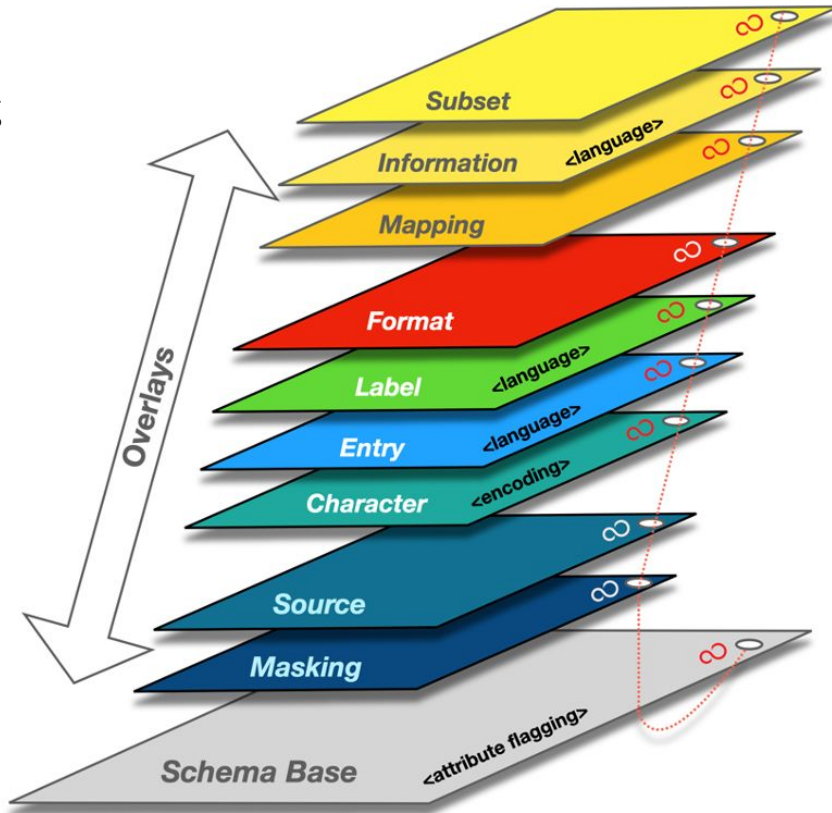 Subset
Information <language>
Mapping
Format
Label <language>
Entry <language>
Character <encoding>
Source
Masking
Schema Base <attribute flagging>
Overlays